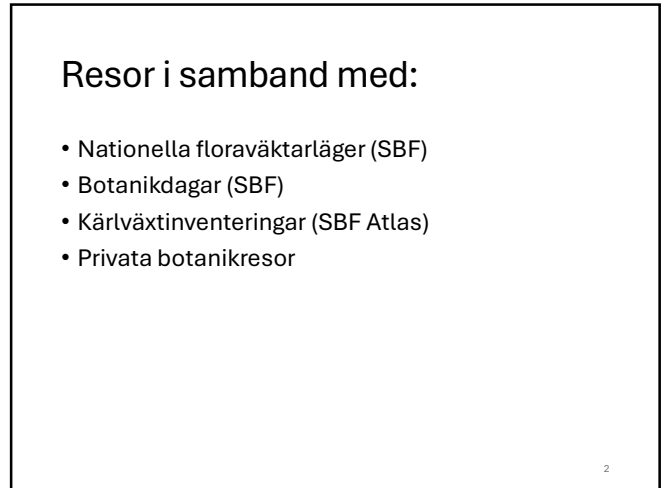 Resor i samband med:
• Nationella floraväktarläger (SBF)
• Botanikdagar (SBF)
• Kärlväxtinventeringar (SBF Atlas)
• Privata botanikresor
2